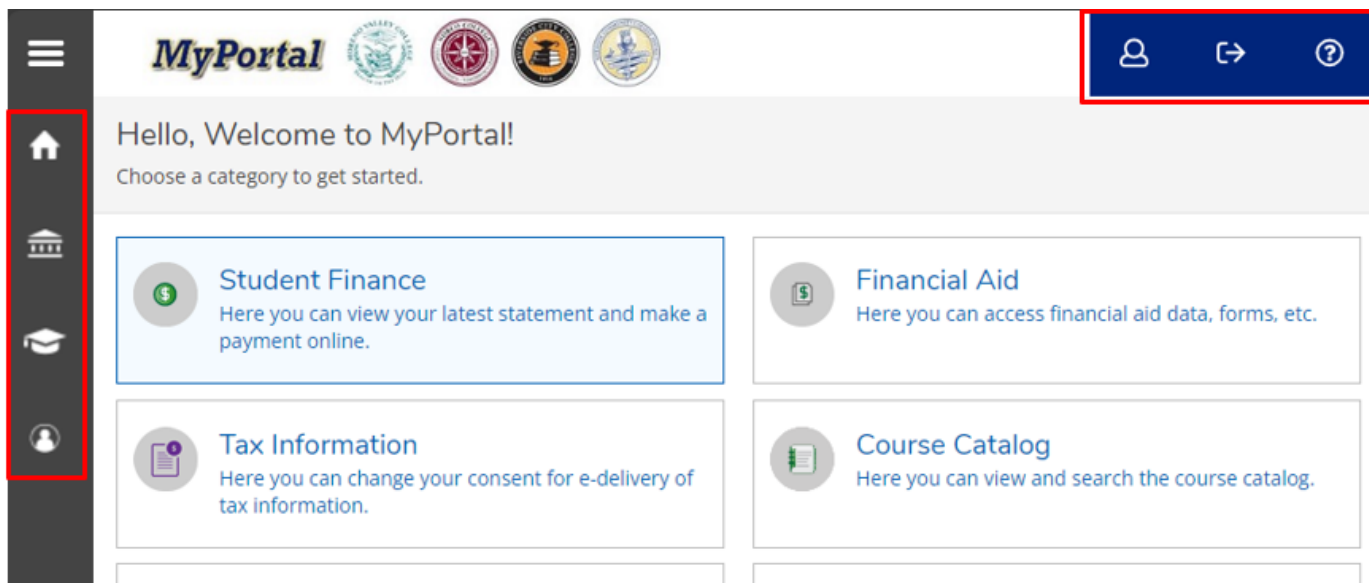 MyPortal
Hello, Welcome to MyPortal!
Choose a category to get started.
Student Finance
Here you can view your latest statement and make a
payment online.
Financial Aid
Here you can access financial aid data, forms, etc.
Tax Information
Here you can change your consent for e-delivery of
tax information.
Course Catalog
Here you can view and search the course catalog.